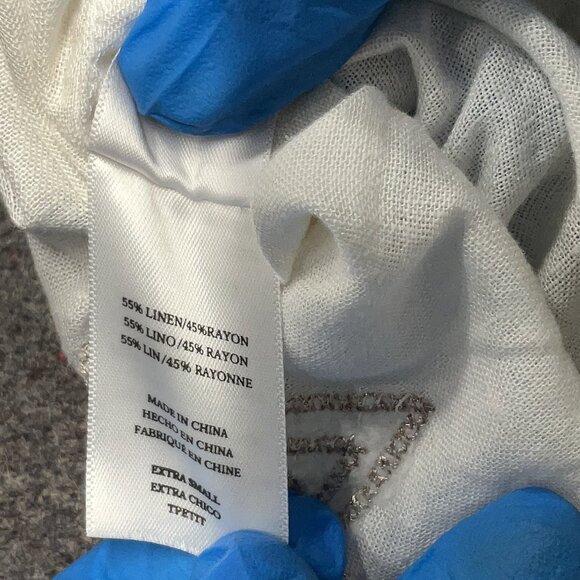 55% LINEN/45%RAYON
55% LINO/45% RAYON
55% LIN/45% RAYONNE
MADE IN CHINA
HECHO EN CHINA
FABRIQUE EN CHINE
EXTRA SMALL
EXTRA CHICO
TPETIT